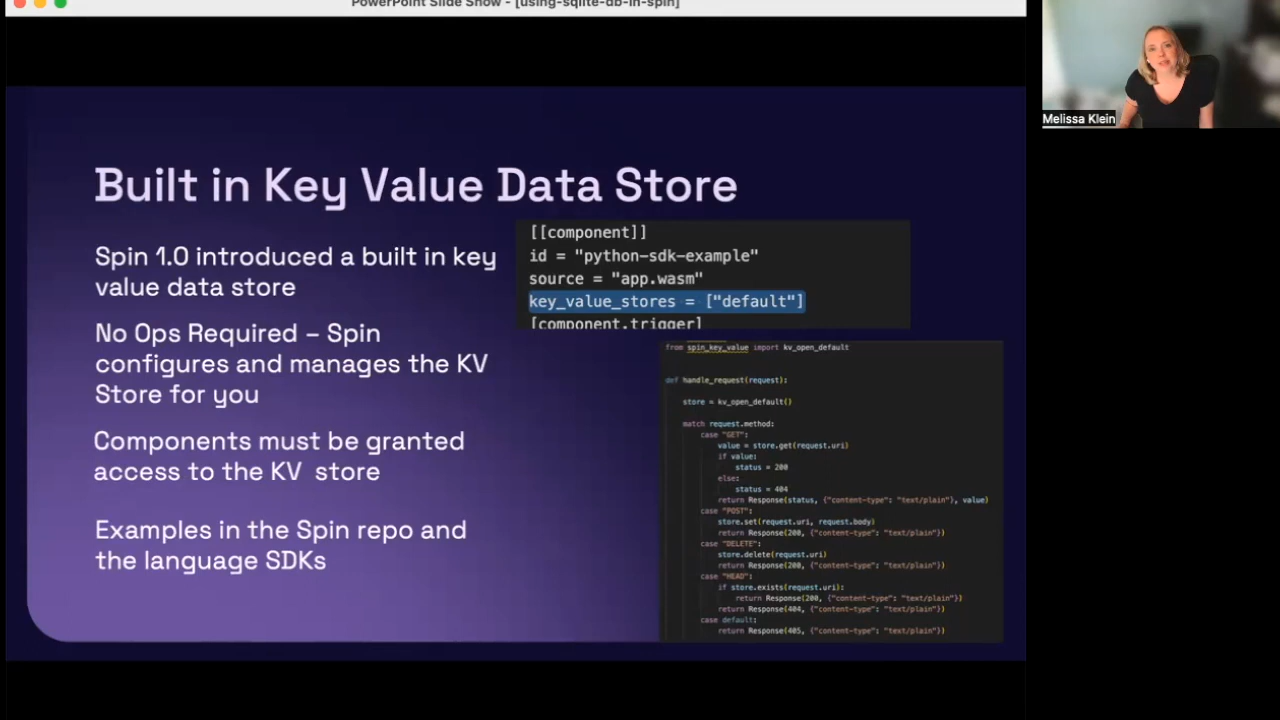 PowerPoint Slide Show - [using-sqlite-db-in-spin]
Melissa Klein
Built in Key Value Data Store
Spin 1.0 introduced a built in key
value data store
No Ops Required – Spin
configures and manages the KV
Store for you
Components must be granted
access to the KV store
Examples in the Spin repo and
the language SDKs
[[component]]
id = "python-sdk-example"
source = "app.wasm"
key_value_stores = ["default"]
[component.trigger]
from spin_key_value import kv_open_default
def handle_request(request):
store = kv_open_default()
match request.method:
case "GET":
value = store.get(request.uri)
if value:
status = 200
else:
status = 404
return Response(status, {"content-type": "text/plain"}, value)
case "POST":
store.set(request.uri, request.body)
return Response(200, {"content-type": "text/plain"})
case "DELETE":
store.delete(request.uri)
return Response(200, {"content-type": "text/plain"})
case "HEAD":
if store.exists(request.uri):
return Response(200, {"content-type": "text/plain"})
return Response(404, {"content-type": "text/plain"})
case default:
return Response(405, {"content-type": "text/plain"})